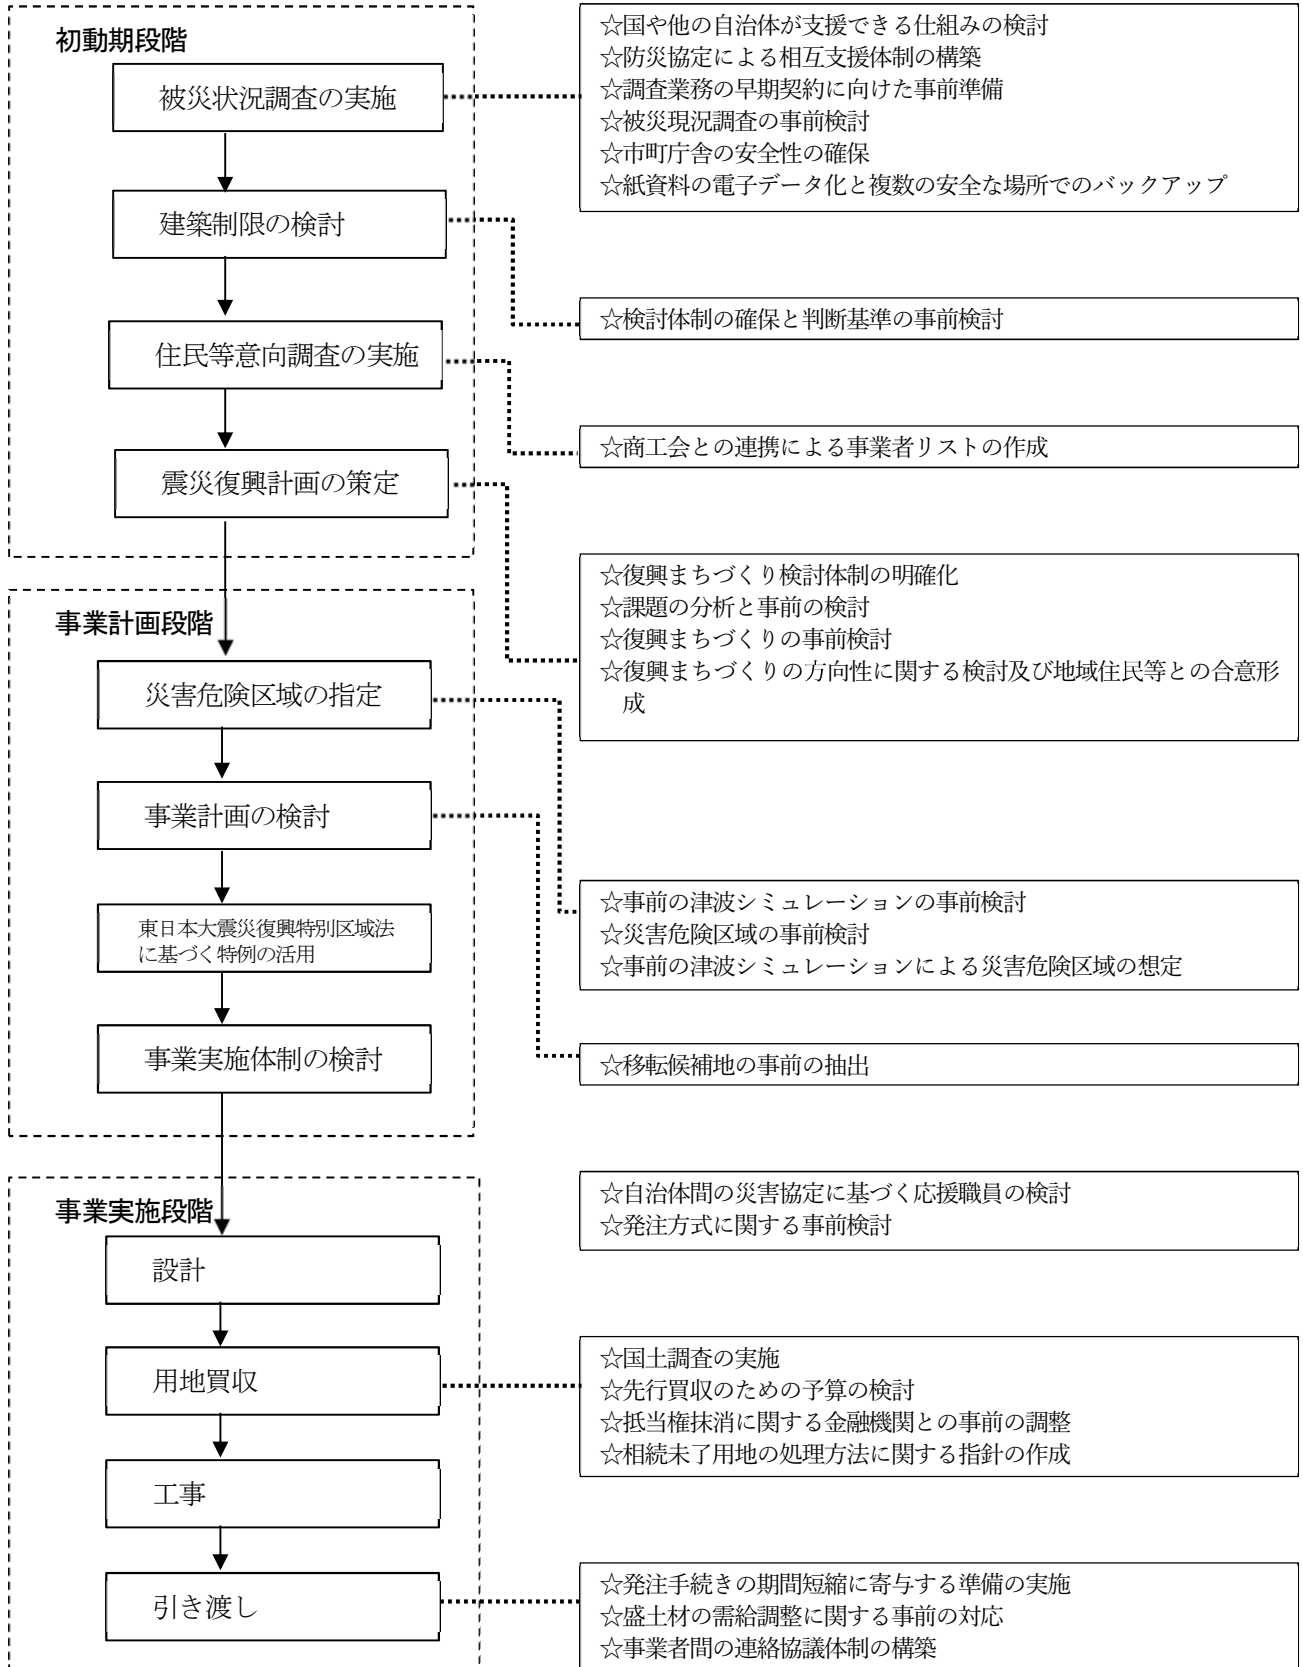 初動期段階
被災状況調査の実施
建築制限の検討
住民等意向調査の実施
震災復興計画の策定
☆国や他の自治体が支援できる仕組みの検討
☆防災協定による相互支援体制の構築
☆調査業務の早期契約に向けた事前準備
☆被災現況調査の事前検討
☆市町庁舎の安全性の確保
☆紙資料の電子データ化と複数の安全な場所でのバックアップ
☆検討体制の確保と判断基準の事前検討
☆商工会との連携による事業者リストの作成
☆復興まちづくり検討体制の明確化
☆課題の分析と事前の検討
☆復興まちづくりの事前検討
☆復興まちづくりの方向性に関する検討及び地域住民等との合意形
成
事業計画段階
災害危険区域の指定
事業計画の検討
東日本大震災復興特別区域法
に基づく特例の活用
事業実施体制の検討
☆事前の津波シミュレーションの事前検討
☆災害危険区域の事前検討
☆事前の津波シミュレーションによる災害危険区域の想定
☆移転候補地の事前の抽出
事業実施段階
設計
用地買収
工事
引き渡し
☆自治体間の災害協定に基づく応援職員の検討
☆発注方式に関する事前検討
☆国土調査の実施
☆先行買収のための予算の検討
☆抵当権抹消に関する金融機関との事前の調整
☆相続未了用地の処理方法に関する指針の作成
☆発注手続きの期間短縮に寄与する準備の実施
☆盛土材の需給調整に関する事前の対応
☆事業者間の連絡協議体制の構築